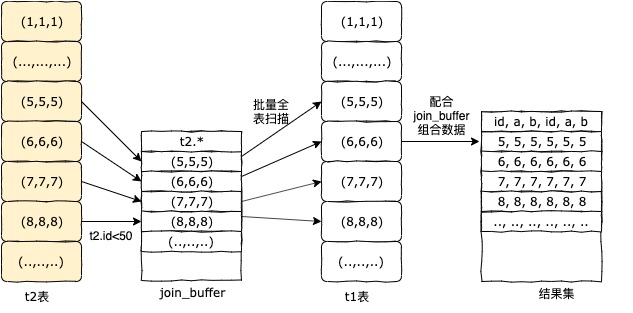 (1,1,1)
(...,...,...)
(5,5,5)
(6,6,6)
(7,7,7)
(8,8,8)
(..,..,..)
t2表
t2.id<50
t2.*
(5,5,5)
(6,6,6)
(7,7,7)
(8,8,8)
(..,..,..)
join_buffer
批量全
表扫描
(1,1,1)
(...,...,...)
(5,5,5)
(6,6,6)
(7,7,7)
(8,8,8)
(..,..,..)
t1表
配合
join_buffer
组合数据
id, a, b, id, a, b
5, 5, 5, 5, 5, 5
6, 6, 6, 6, 6, 6
7, 7, 7, 7, 7, 7
8, 8, 8, 8, 8, 8
.., .., .., .., .., ..
结果集